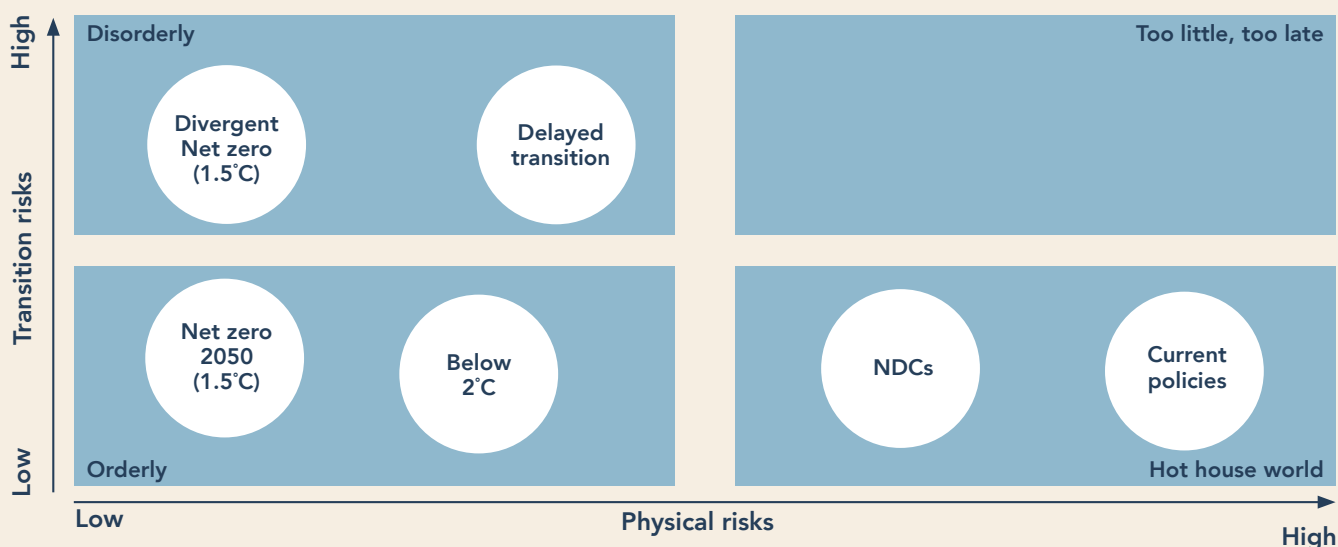 High
Transition risks
Low
Disorderly
Divergent
Net zero
(1.5°C)
Delayed
transition
Too little, too late
Net zero
2050
(1.5°C)
Below
2°C
Orderly
NDCs
Current
policies
Hot house world
Low
Physical risks
High